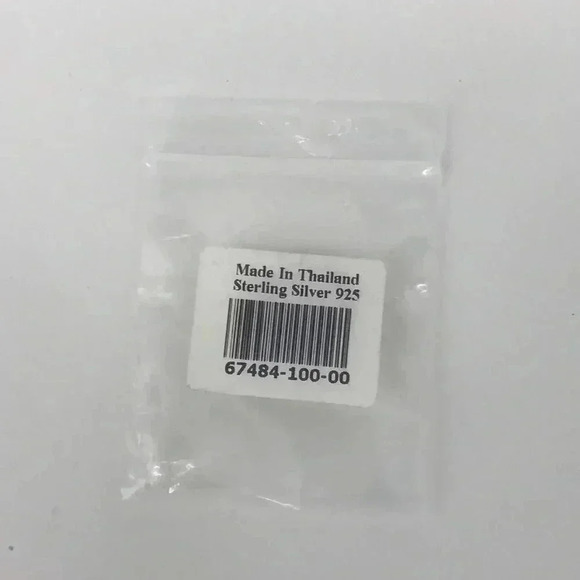 Made In Thailand
Sterling Silver 925
67484-100-00